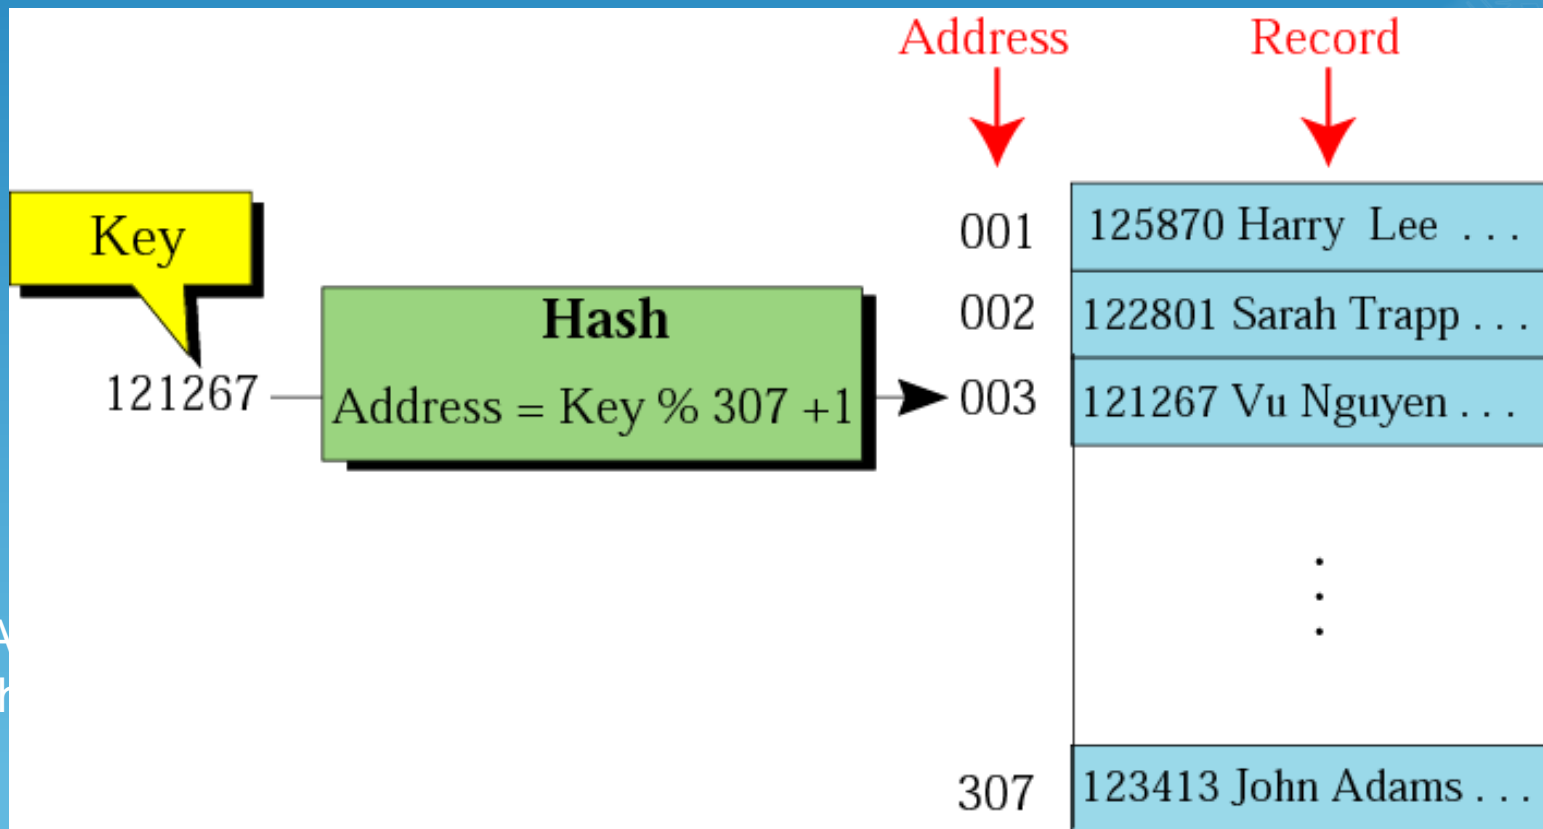 Address Record
Key
001 125870 Harry Lee . . .
Hash
002 122801 Sarah Trapp . . .
121267
Address = Key % 307 +1
003 121267 Vu Nguyen . . .
307 123413 John Adams . . .